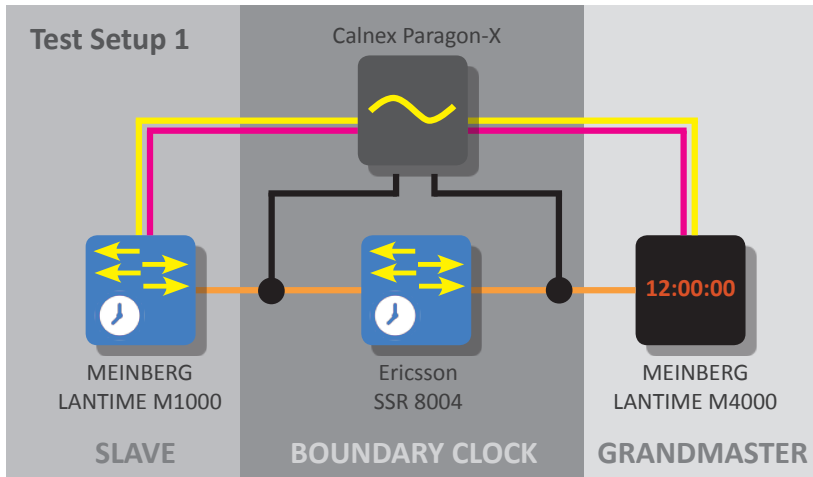 Test Setup 1
Calnex Paragon-X
12:00:00
MEINBERG
LANTIME M1000
Ericsson
SSR 8004
MEINBERG
LANTIME M4000
SLAVE
BOUNDARY CLOCK
GRANDMASTER